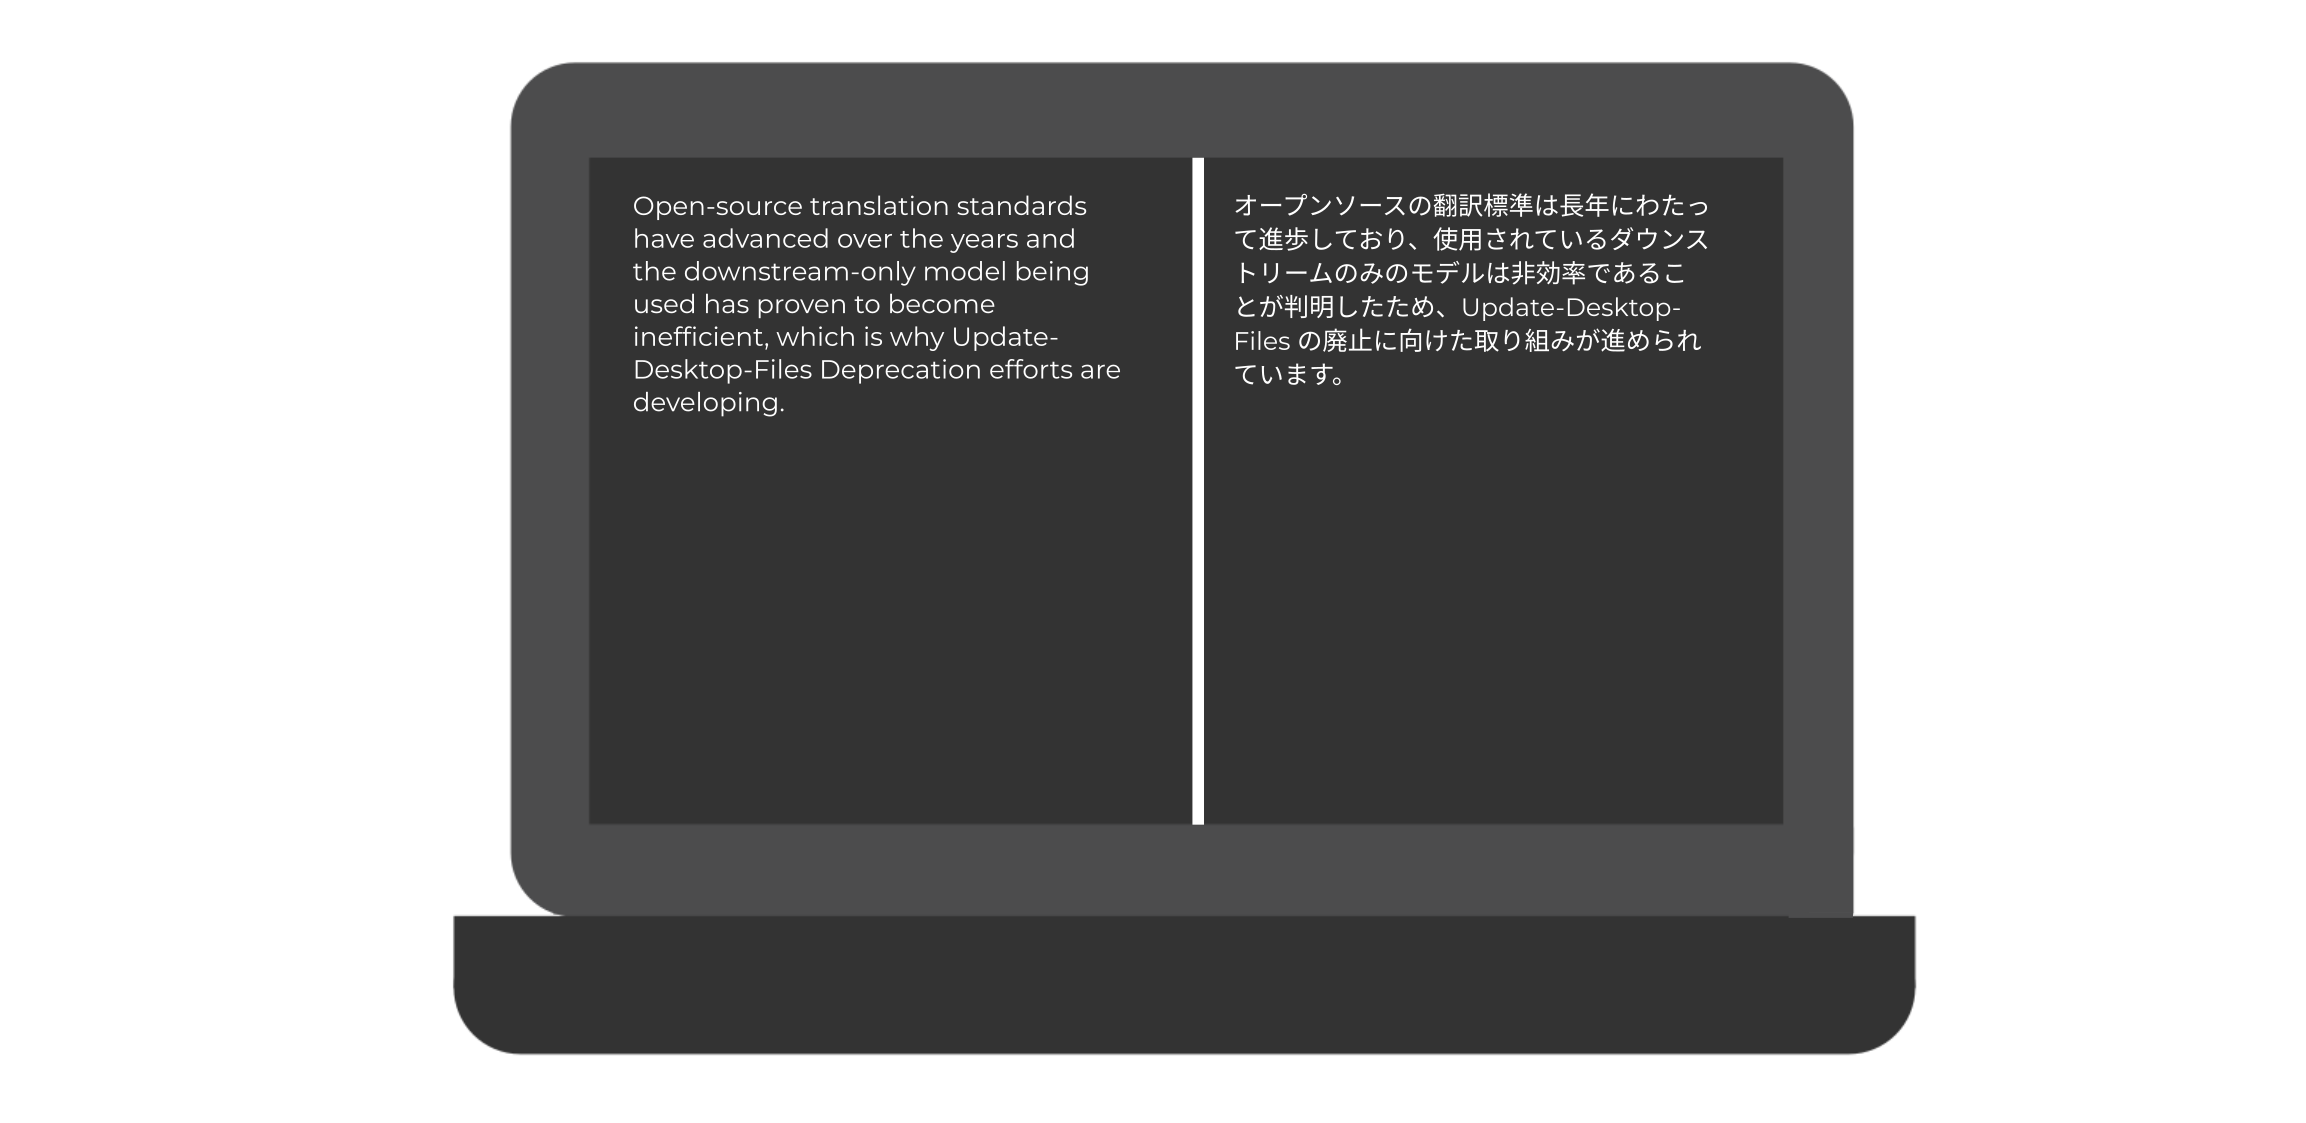 Open-source translation standards
have advanced over the years and
the downstream-only model being
used has proven to become
inefficient, which is why Update-
Desktop-Files Deprecation efforts are
developing.
オープンソースの翻訳標準は長年にわたっ
て進歩しており、使用されているダウンス
トリームのみのモデルは非効率であるこ
とが判明したため、Update-Desktop-
Files の廃止に向けた取り組みが進められ
ています。